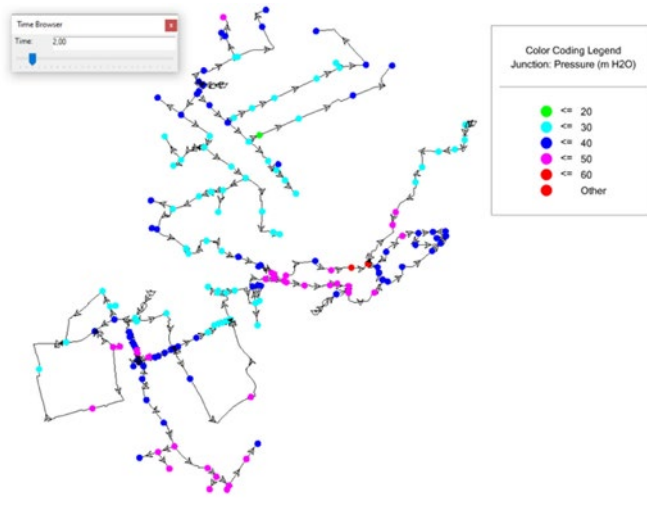 Time Browser
x
Time:
2,00
Color Coding Legend
Junction: Pressure (m H2O)
<= 20
<= 30
<= 40
<= 50
<= 60
Other